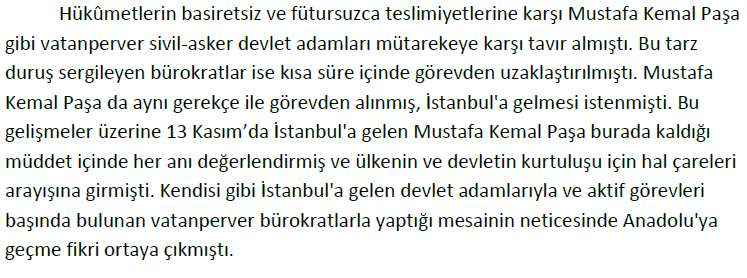 Hükûmetlerin basiretsiz ve fütursuzca teslimiyetlerine karşı Mustafa Kemal Paşa
gibi vatanperver sivil-asker devlet adamları mütarekeye karşı tavır almıştı. Bu tarz
duruş sergileyen bürokratlar ise kısa süre içinde görevden uzaklaştırılmıştı. Mustafa
Kemal Paşa da aynı gerekçe ile görevden alınmış, İstanbul'a gelmesi istenmişti. Bu
gelişmeler üzerine 13 Kasım’da İstanbul'a gelen Mustafa Kemal Paşa burada kaldığı
müddet içinde her anı değerlendirmiş ve ülkenin ve devletin kurtuluşu için hal çareleri
arayışına girmişti. Kendisi gibi İstanbul'a gelen devlet adamlarıyla ve aktif görevleri
başında bulunan vatanperver bürokratlarla yaptığı mesainin neticesinde Anadolu'ya
geçme fikri ortaya çıkmıştı.